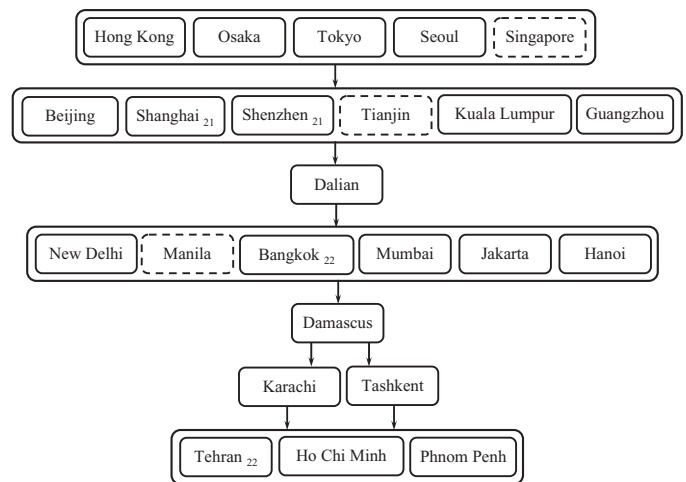 Hong Kong Osaka Tokyo Seoul Singapore
Beijing Shanghai 21 Shenzhen 21 Tianjin Kuala Lumpur Guangzhou
Dalian
New Delhi Manila Bangkok 22 Mumbai Jakarta Hanoi
Damascus
Karachi Tashkent
Tehran 22 Ho Chi Minh Phnom Penh